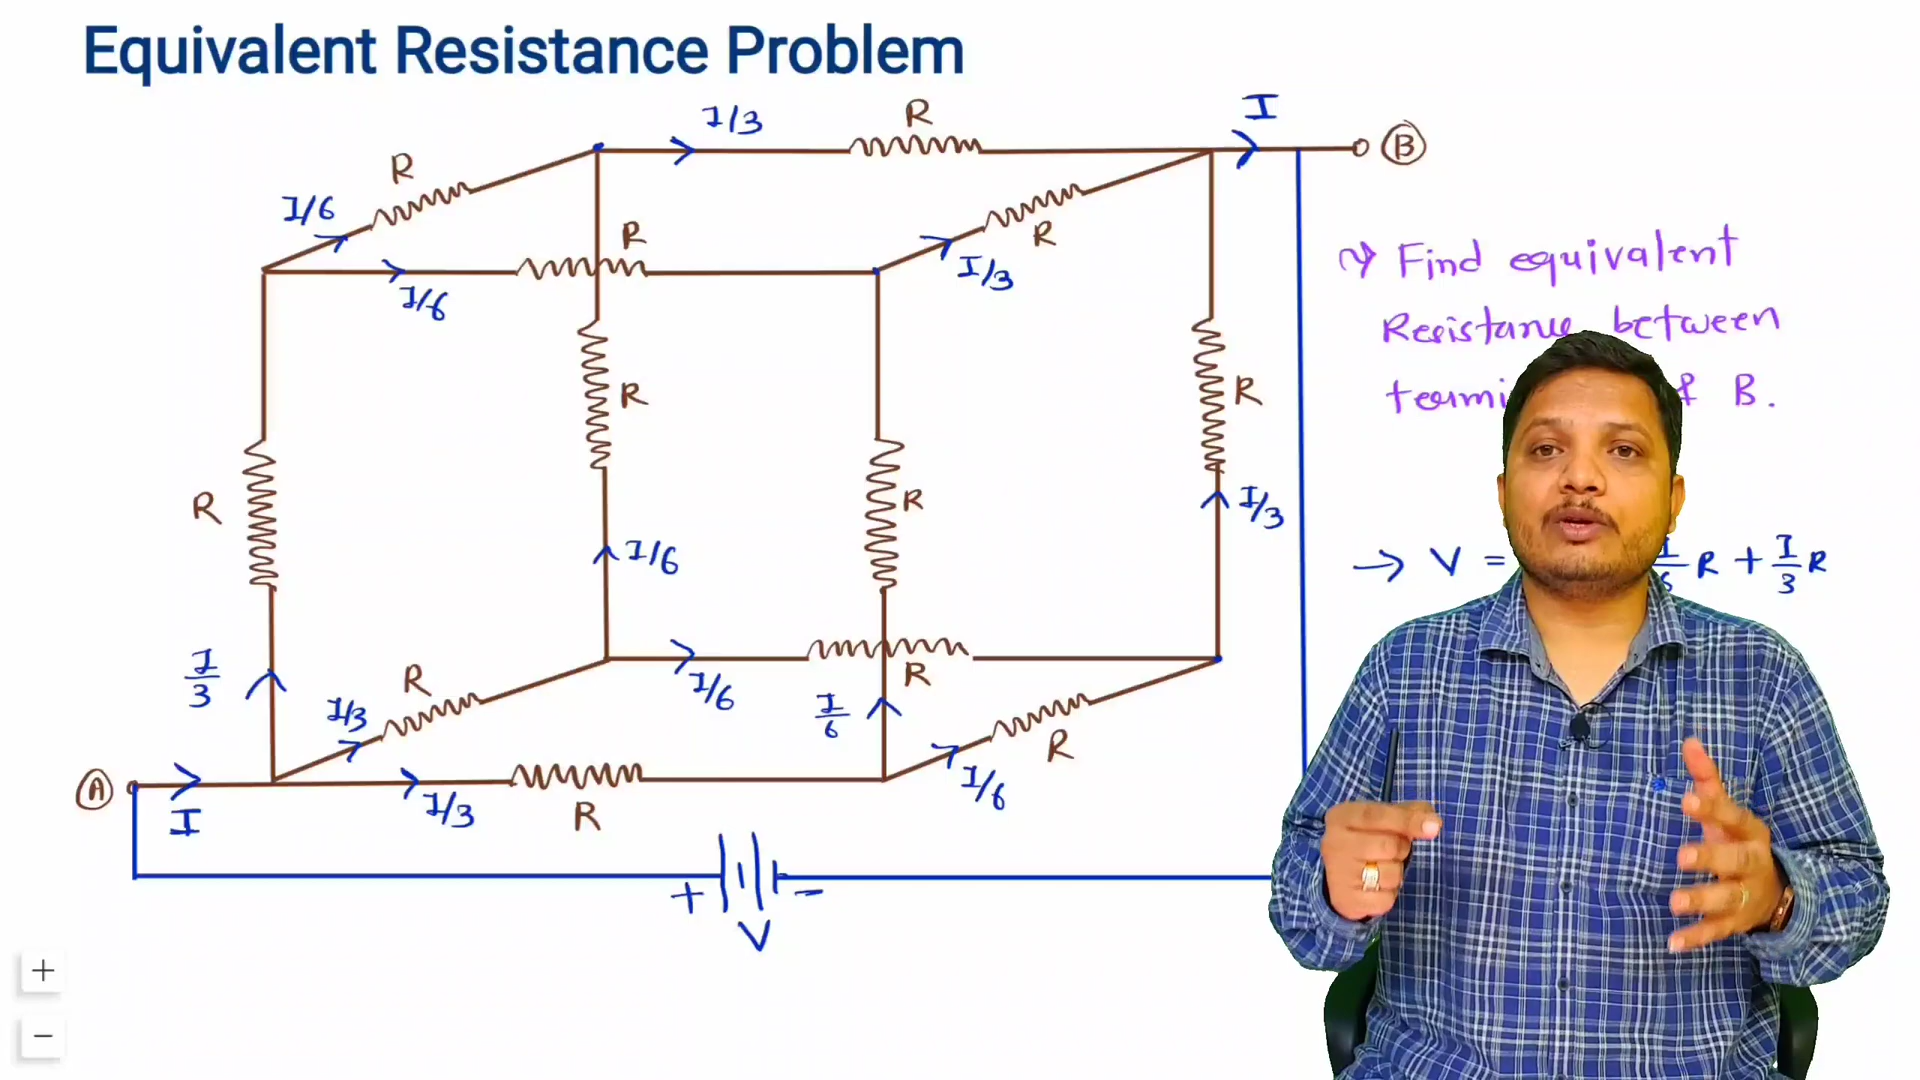 Equivalent Resistance Problem
I/3
R
I
B
R
I/6
R
R
I/3
I/6
Find equivalent
Resistance between
B.
R
R
R
R
I/3
I/6
→ V =
R + I/3 R
I/3
R
I/3
I/6
R
I/6
R
I/6
A
I
I/3
R
+
-
V
+
−